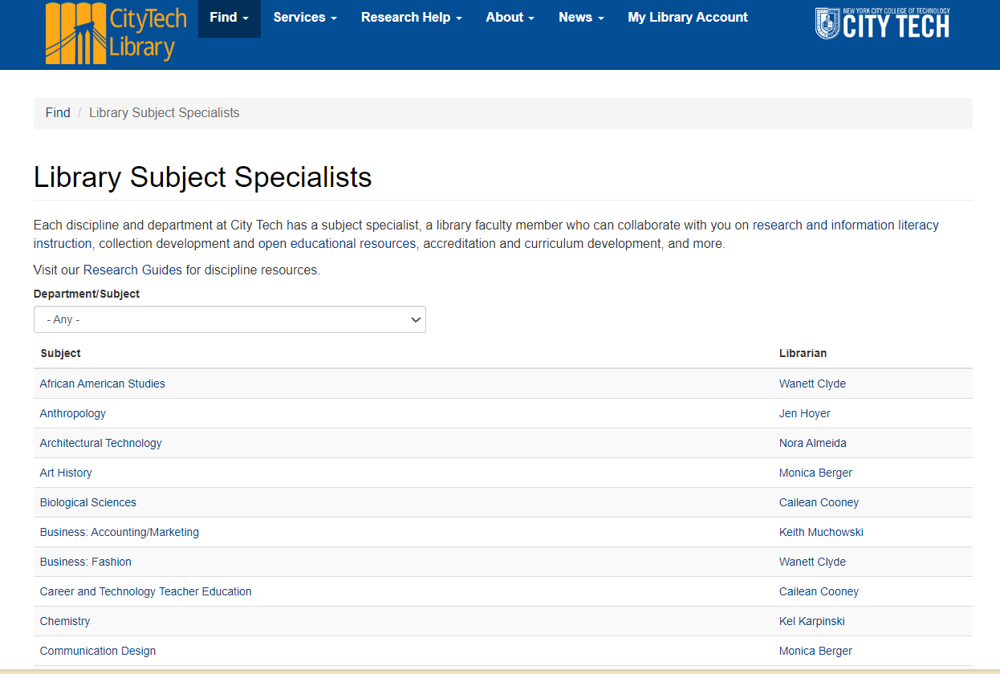 CityTech
Library
Find
Services
Research Help
About
News
My Library Account
NEW YORK CITY COLLEGE OF TECHNOLOGY
CITY TECH
Find / Library Subject Specialists
Library Subject Specialists
Each discipline and department at City Tech has a subject specialist, a library faculty member who can collaborate with you on research and information literacy
instruction, collection development and open educational resources, accreditation and curriculum development, and more.
Visit our Research Guides for discipline resources.
Department/Subject
- Any -
Subject Librarian
African American Studies Wanett Clyde
Anthropology Jen Hoyer
Architectural Technology Nora Almeida
Art History Monica Berger
Biological Sciences Cailean Cooney
Business: Accounting/Marketing Keith Muchowski
Business: Fashion Wanett Clyde
Career and Technology Teacher Education Cailean Cooney
Chemistry Kel Karpinski
Communication Design Monica Berger